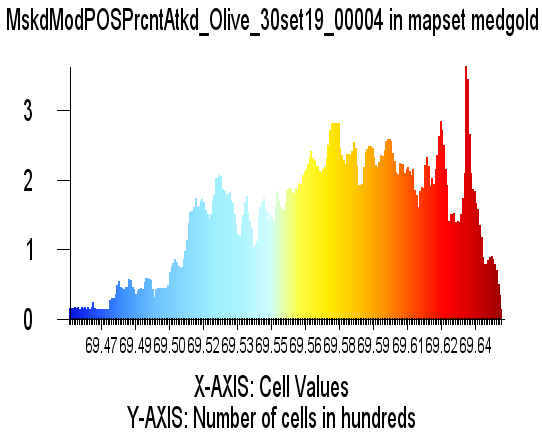 MskdModPOSPrcntAtkd_Olive_30set19_00004 in mapset medgold
3
2
1
0
69.47 69.49 69.50 69.52 69.53 69.55 69.56 69.58 69.59 69.61 69.62 69.64
X-AXIS: Cell Values
Y-AXIS: Number of cells in hundreds